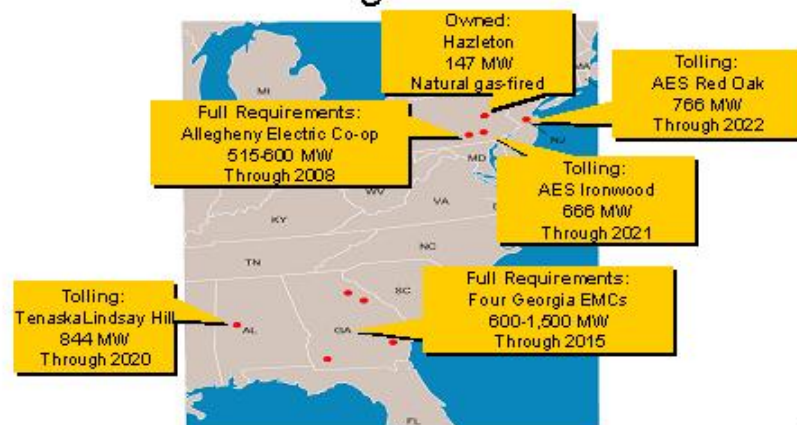 Owned:
Hazleton
147 MW
Natural gas-fired
Tolling:
AES Red Oak
766 MW
Through 2022
Full Requirements:
Allegheny Electric Co-op
515-600 MW
Through 2008
Tolling:
AES Ironwood
666 MW
Through 2021
Tolling:
TenaskaLindsay Hill
844 MW
Through 2020
Full Requirements:
Four Georgia EMCs
600-1,500 MW
Through 2015
MI
MA
NJ
MD
WV
VA
KY
NC
TN
SC
AL
GA
FL